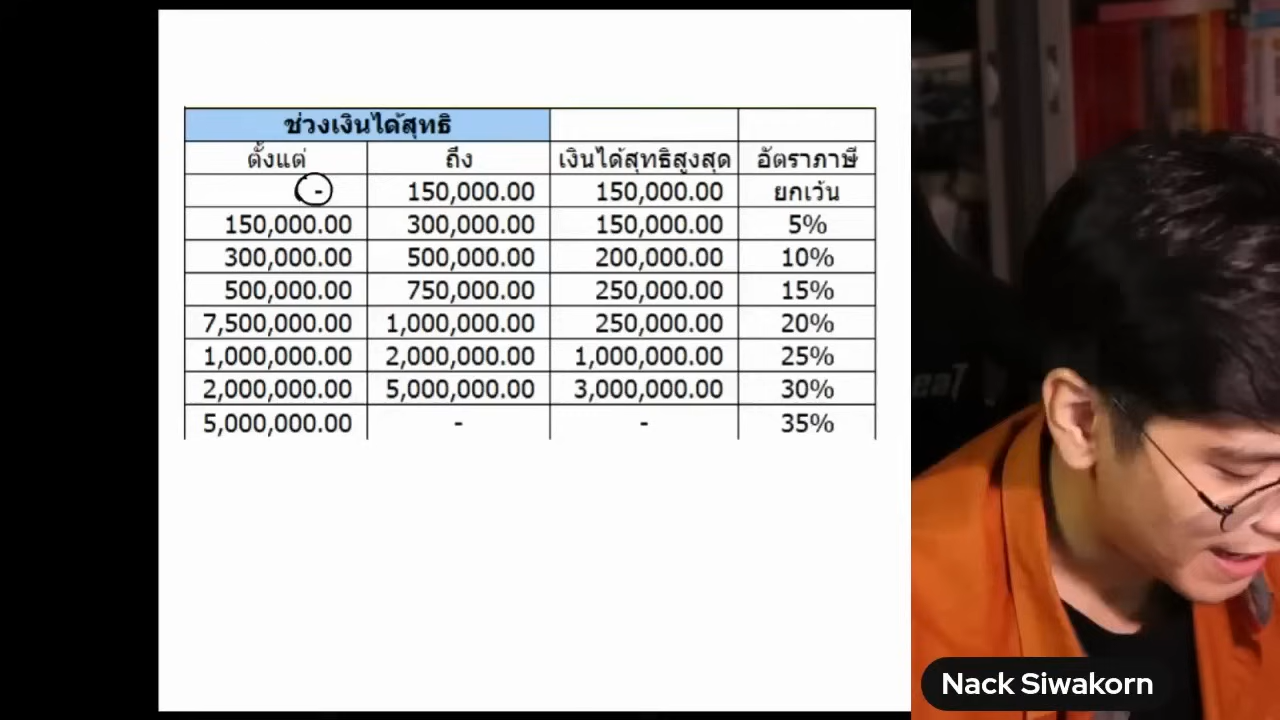 ช่วงเงินได้สุทธิ
ตั้งแต่ ถึง เงินได้สุทธิสูงสุด อัตราภาษี
- 150,000.00 150,000.00 ยกเว้น
150,000.00 300,000.00 150,000.00 5%
300,000.00 500,000.00 200,000.00 10%
500,000.00 750,000.00 250,000.00 15%
7,500,000.00 1,000,000.00 250,000.00 20%
1,000,000.00 2,000,000.00 1,000,000.00 25%
2,000,000.00 5,000,000.00 3,000,000.00 30%
5,000,000.00 - - 35%
Nack Siwakorn